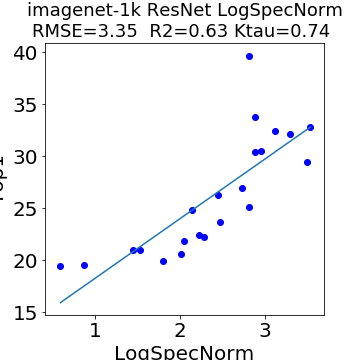 imagenet-1k ResNet LogSpecNorm
RMSE=3.35 R2=0.63 Ktau=0.74
40
35
30
25
20
15
1 2 3
LogSpecNorm